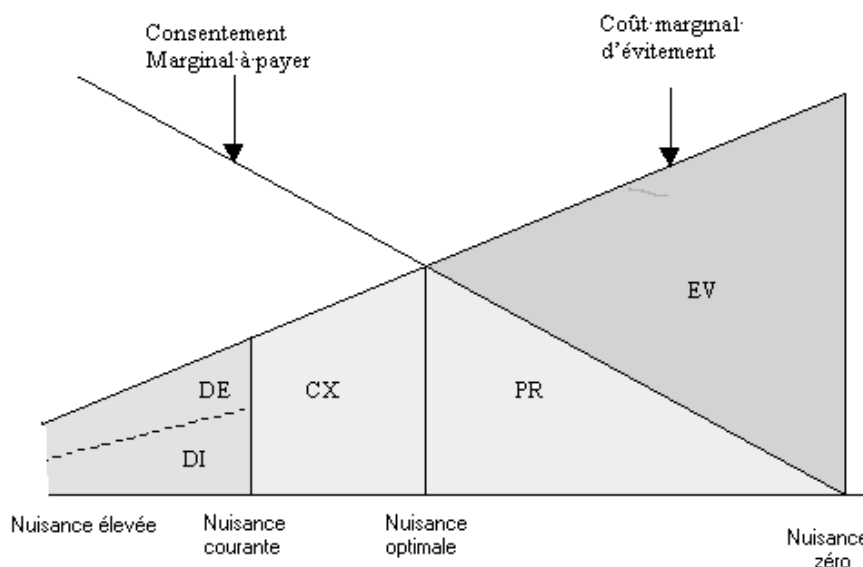 Consentement
Marginal·à·payer
Coût·marginal·
d'évitement
EV
DE
CX
PR
DI
Nuisance élevée
Nuisance
courante
Nuisance
optimale
Nuisance
zéro